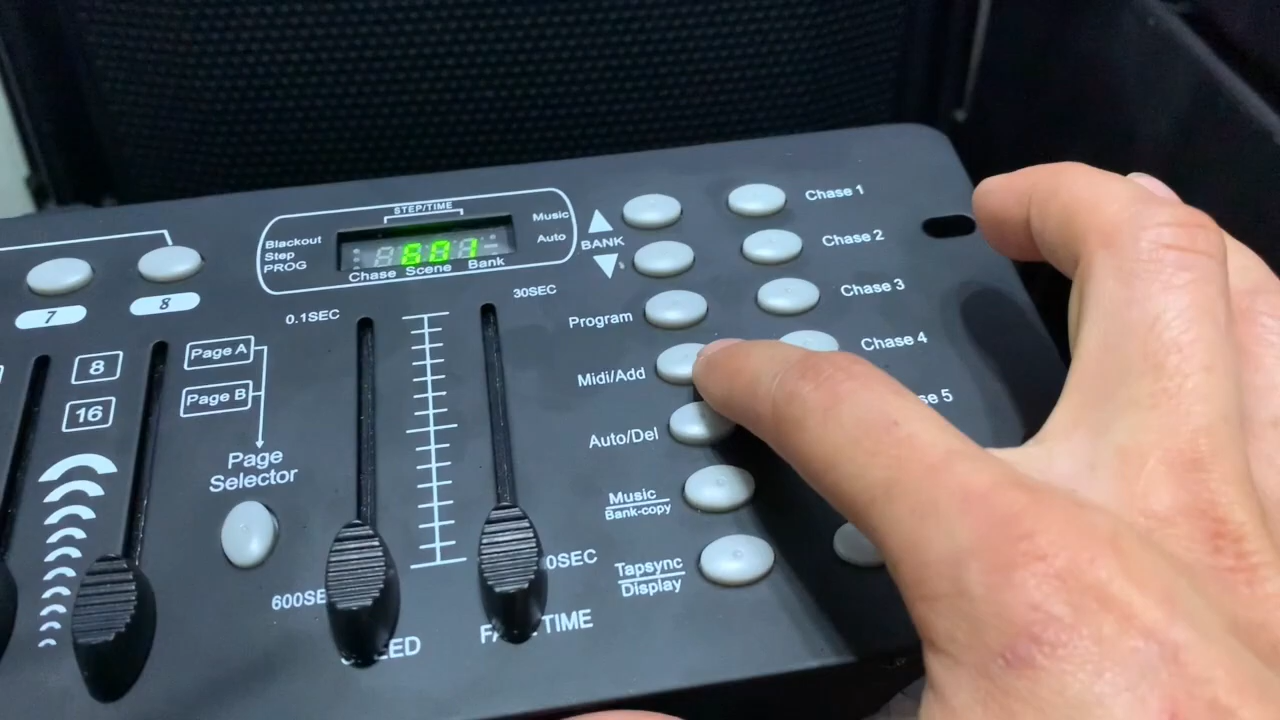 STEP/TIME
Blackout
Step
PROG
Music
Auto
Chase Scene Bank
BANK
Chase 1
Chase 2
Chase 3
Chase 4
Program
Midi/Add
Auto/Del
Music
Bank-copy
Tapsync
Display
7
8
8
16
Page A
Page B
Page
Selector
0.1SEC
30SEC
TIME